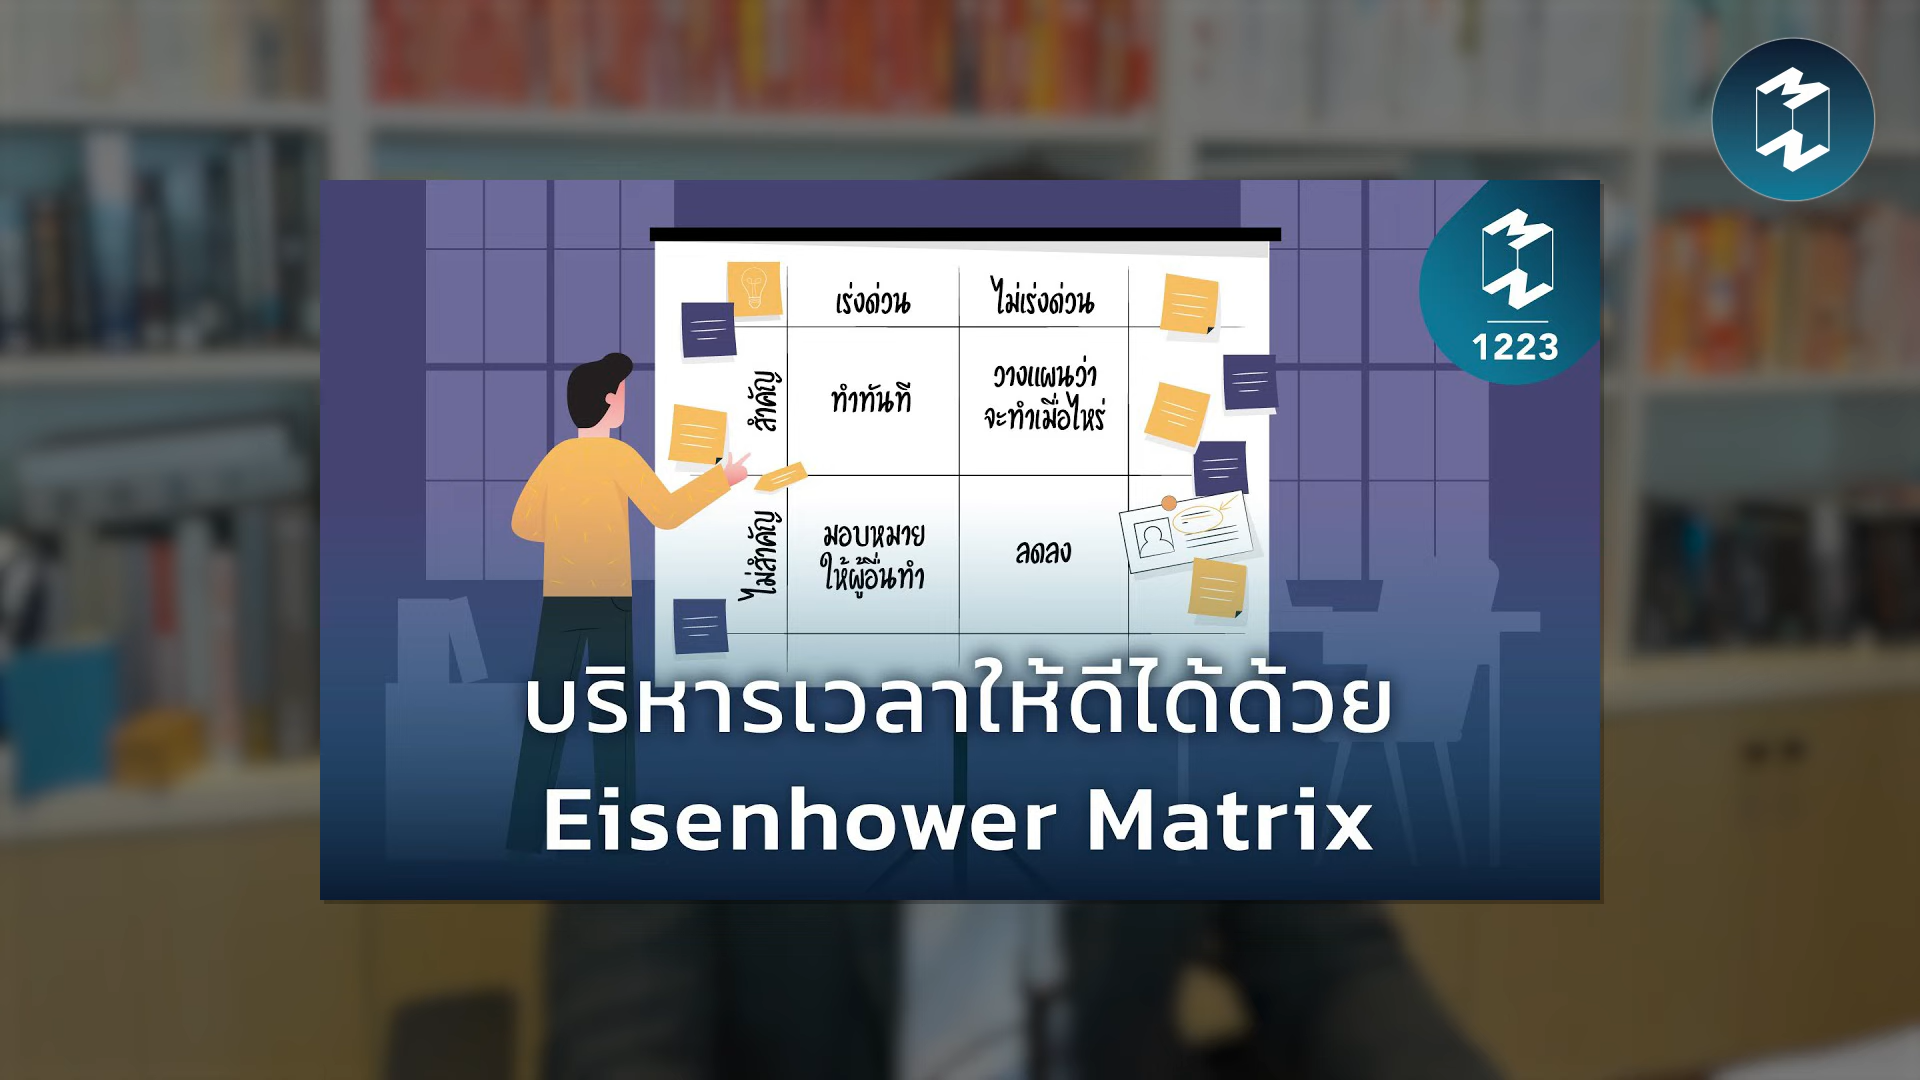 เร่งด่วน
ไม่เร่งด่วน
สำคัญ
ทำทันที
วางแผนว่า
จะทำเมื่อไหร่
ไม่สำคัญ
มอบหมาย
ให้ผู้อื่นทำ
ลดลง
1223
บริหารเวลาให้ดีได้ด้วย
Eisenhower Matrix